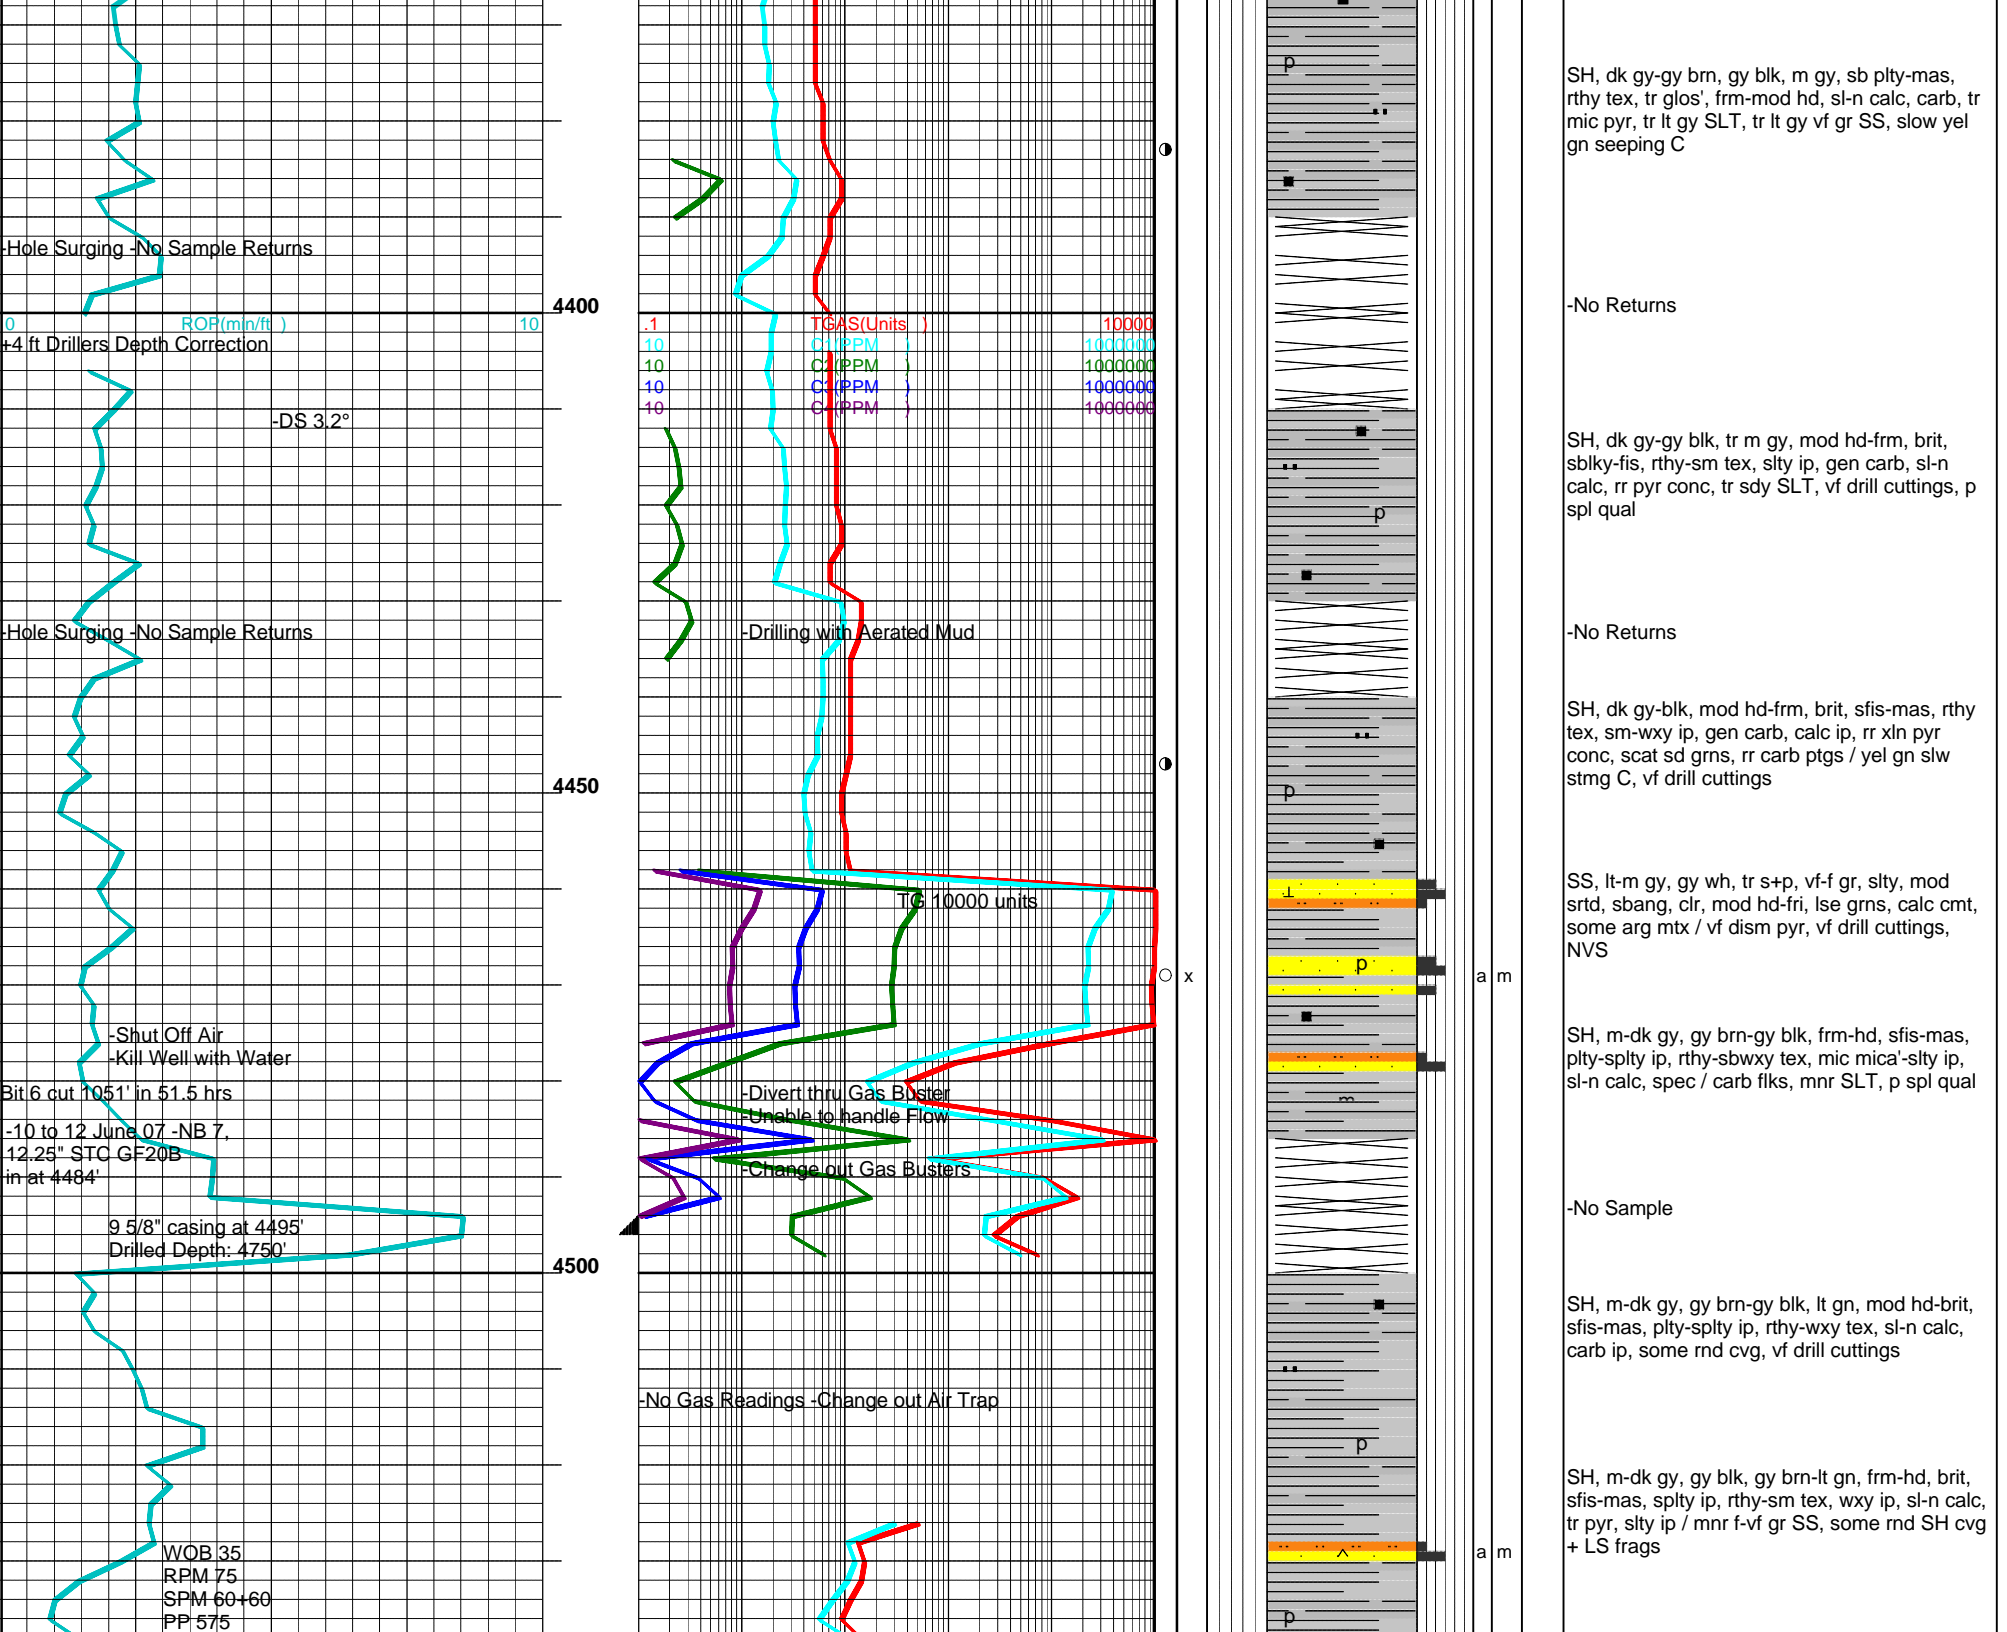 SH, dk gy-gy brn, gy blk, m gy, sb plty-mas,
rthy tex, tr glos', frm-mod hd, sl-n calc, carb, tr
mic pyr, tr lt gy SLT, tr lt gy vf gr SS, slow yel
gn seeping C
p
-Hole Surging -No Sample Returns
4400
-No Returns
0 ROP(min/ft ) 10
.1 TGAS(Units ) 10000
+4 ft Drillers Depth Correction
10 C1(PPM ) 1000000
10 C2(PPM ) 1000000
10 C3(PPM ) 1000000
10 C4(PPM ) 1000000
-DS 3.2°
SH, dk gy-gy blk, tr m gy, mod hd-frm, brit,
sblky-fis, rthy-sm tex, slty ip, gen carb, sl-n
calc, rr pyr conc, tr sdy SLT, vf drill cuttings, p
spl qual
p
-Hole Surging -No Sample Returns
-Drilling with Aerated Mud
-No Returns
SH, dk gy-blk, mod hd-frm, brit, sfis-mas, rthy
tex, sm-wxy ip, gen carb, calc ip, rr xln pyr
conc, scat sd grns, rr carb ptgs / yel gn slw
stmg C, vf drill cuttings
4450
p
TG 10000 units
SS, lt-m gy, gy wh, tr s+p, vf-f gr, slty, mod
srtd, sbang, clr, mod hd-fri, lse grns, calc cmt,
some arg mtx / vf dism pyr, vf drill cuttings,
NVS
p
x
a m
-Shut Off Air
-Kill Well with Water
SH, m-dk gy, gy brn-gy blk, frm-hd, sfis-mas,
plty-splty ip, rthy-sbwxy tex, mic mica'-slty ip,
sl-n calc, spec / carb flks, mnr SLT, p spl qual
Bit 6 cut 1051' in 51.5 hrs
-Divert thru Gas Buster
-Unable to handle Flow
m
-10 to 12 June 07 -NB 7,
12.25" STC GF20B
in at 4484'
-Change out Gas Busters
-No Sample
9 5/8" casing at 4495'
Drilled Depth: 4750'
4500
SH, m-dk gy, gy brn-gy blk, lt gn, mod hd-brit,
sfis-mas, plty-splty ip, rthy-wxy tex, sl-n calc,
carb ip, some rnd cvg, vf drill cuttings
-No Gas Readings -Change out Air Trap
p
SH, m-dk gy, gy blk, gy brn-lt gn, frm-hd, brit,
sfis-mas, splty ip, rthy-sm tex, wxy ip, sl-n calc,
tr pyr, slty ip / mnr f-vf gr SS, some rnd SH cvg
+ LS frags
a m
WOB 35
RPM 75
SPM 60+60
PP 575
p